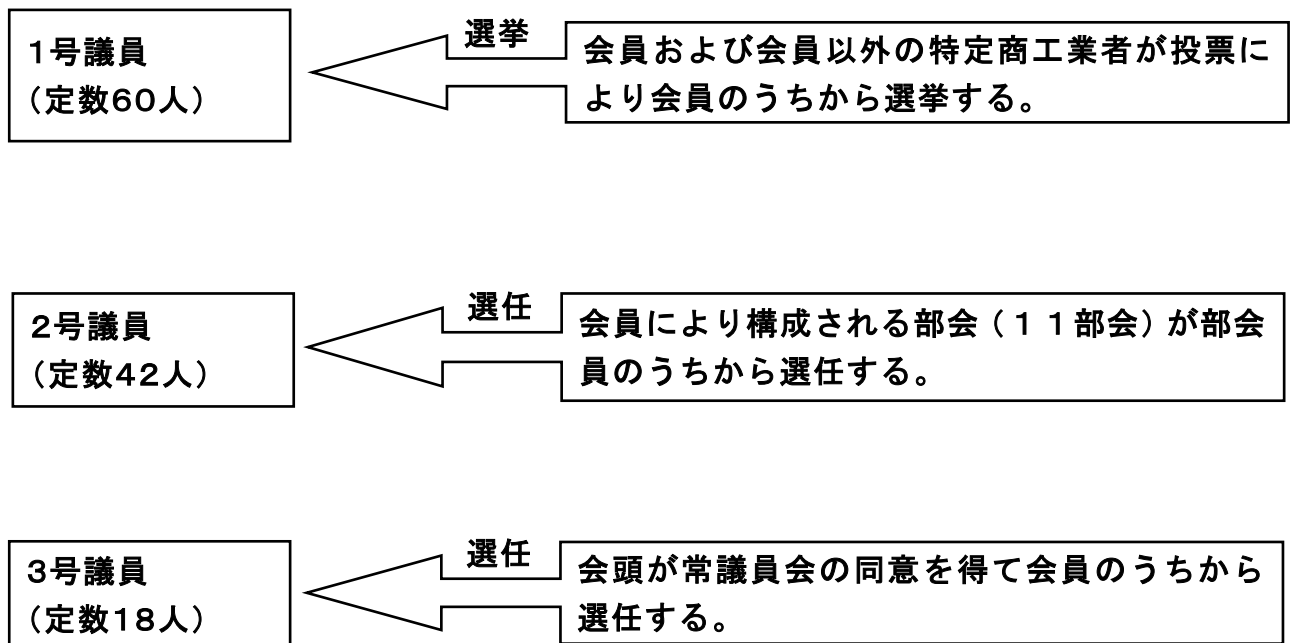 1号議員
(定数60人)
選挙
会員および会員以外の特定商工業者が投票に
より会員のうちから選挙する。
2号議員
(定数42人)
選任
会員により構成される部会(11部会)が部会
員のうちから選任する。
3号議員
(定数18人)
選任
会頭が常議員会の同意を得て会員のうちから
選任する。